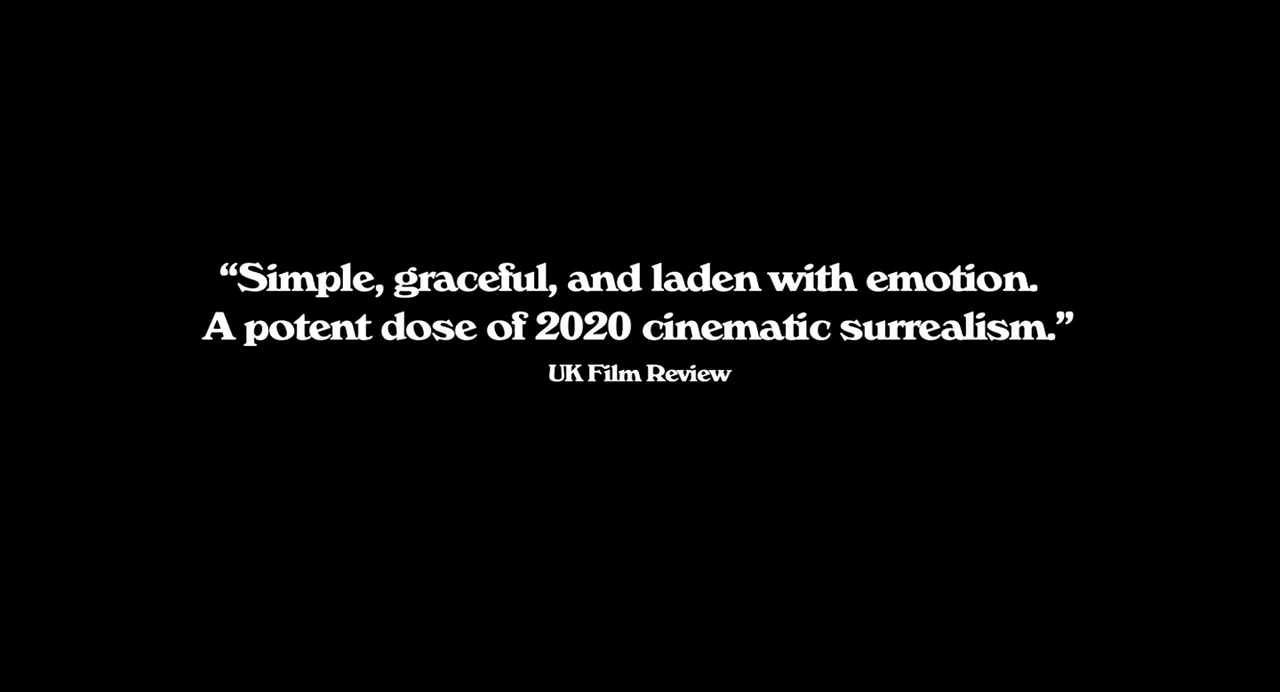 “Simple, graceful, and laden with emotion.
A potent dose of 2020 cinematic surrealism.”
UK Film Review